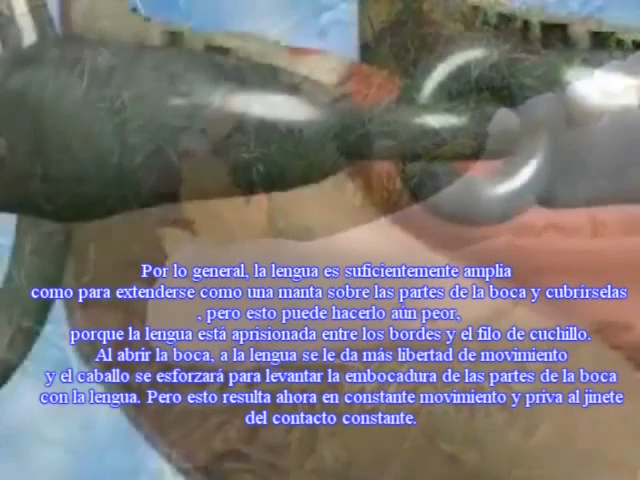 Por lo general, la lengua es suficientemente amplia
como para extenderse como una manta sobre las partes de la boca y cubrírselas
, pero esto puede hacerlo aún peor,
porque la lengua está aprisionada entre los bordes y el filo de cuchillo.
Al abrir la boca, a la lengua se le da más libertad de movimiento
y el caballo se esforzará para levantar la embocadura de las partes de la boca
con la lengua. Pero esto resulta ahora en constante movimiento y priva al jinete
del contacto constante.